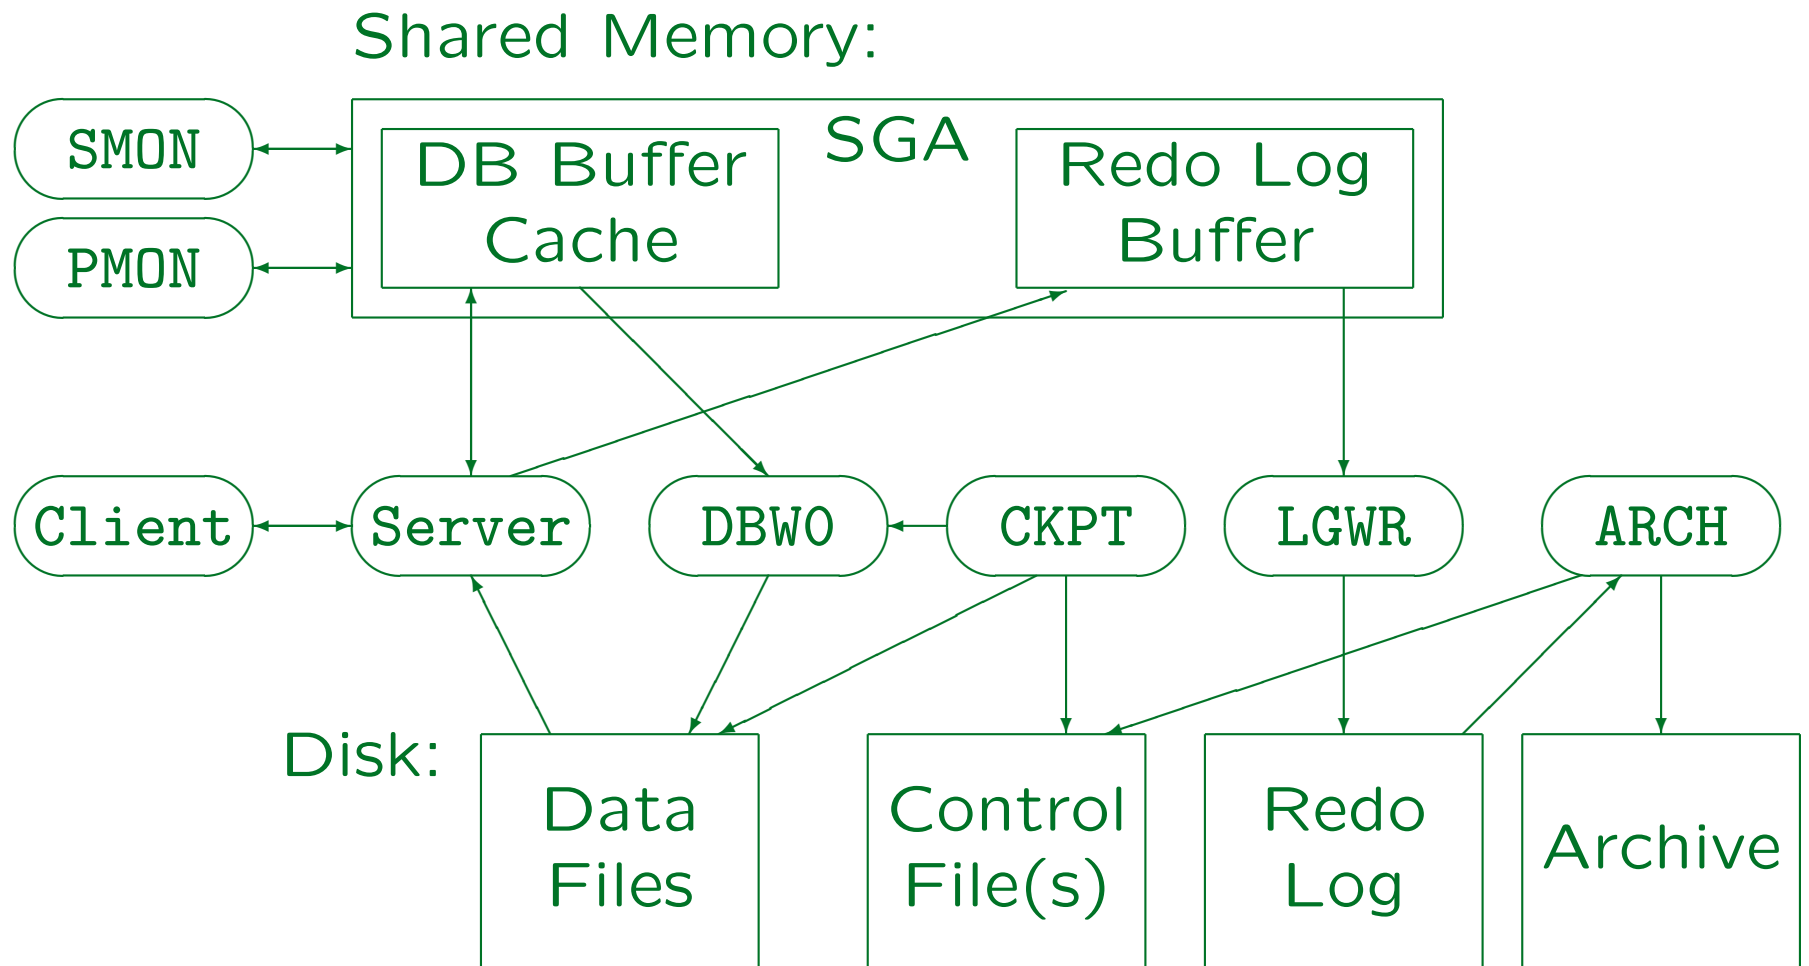 Shared Memory:
SMON
PMON
DB Buffer
Cache
SGA
Redo Log
Buffer
Client
Server
DBWO
CKPT
LGWR
ARCH
Disk:
Data
Files
Control
File(s)
Redo
Log
Archive